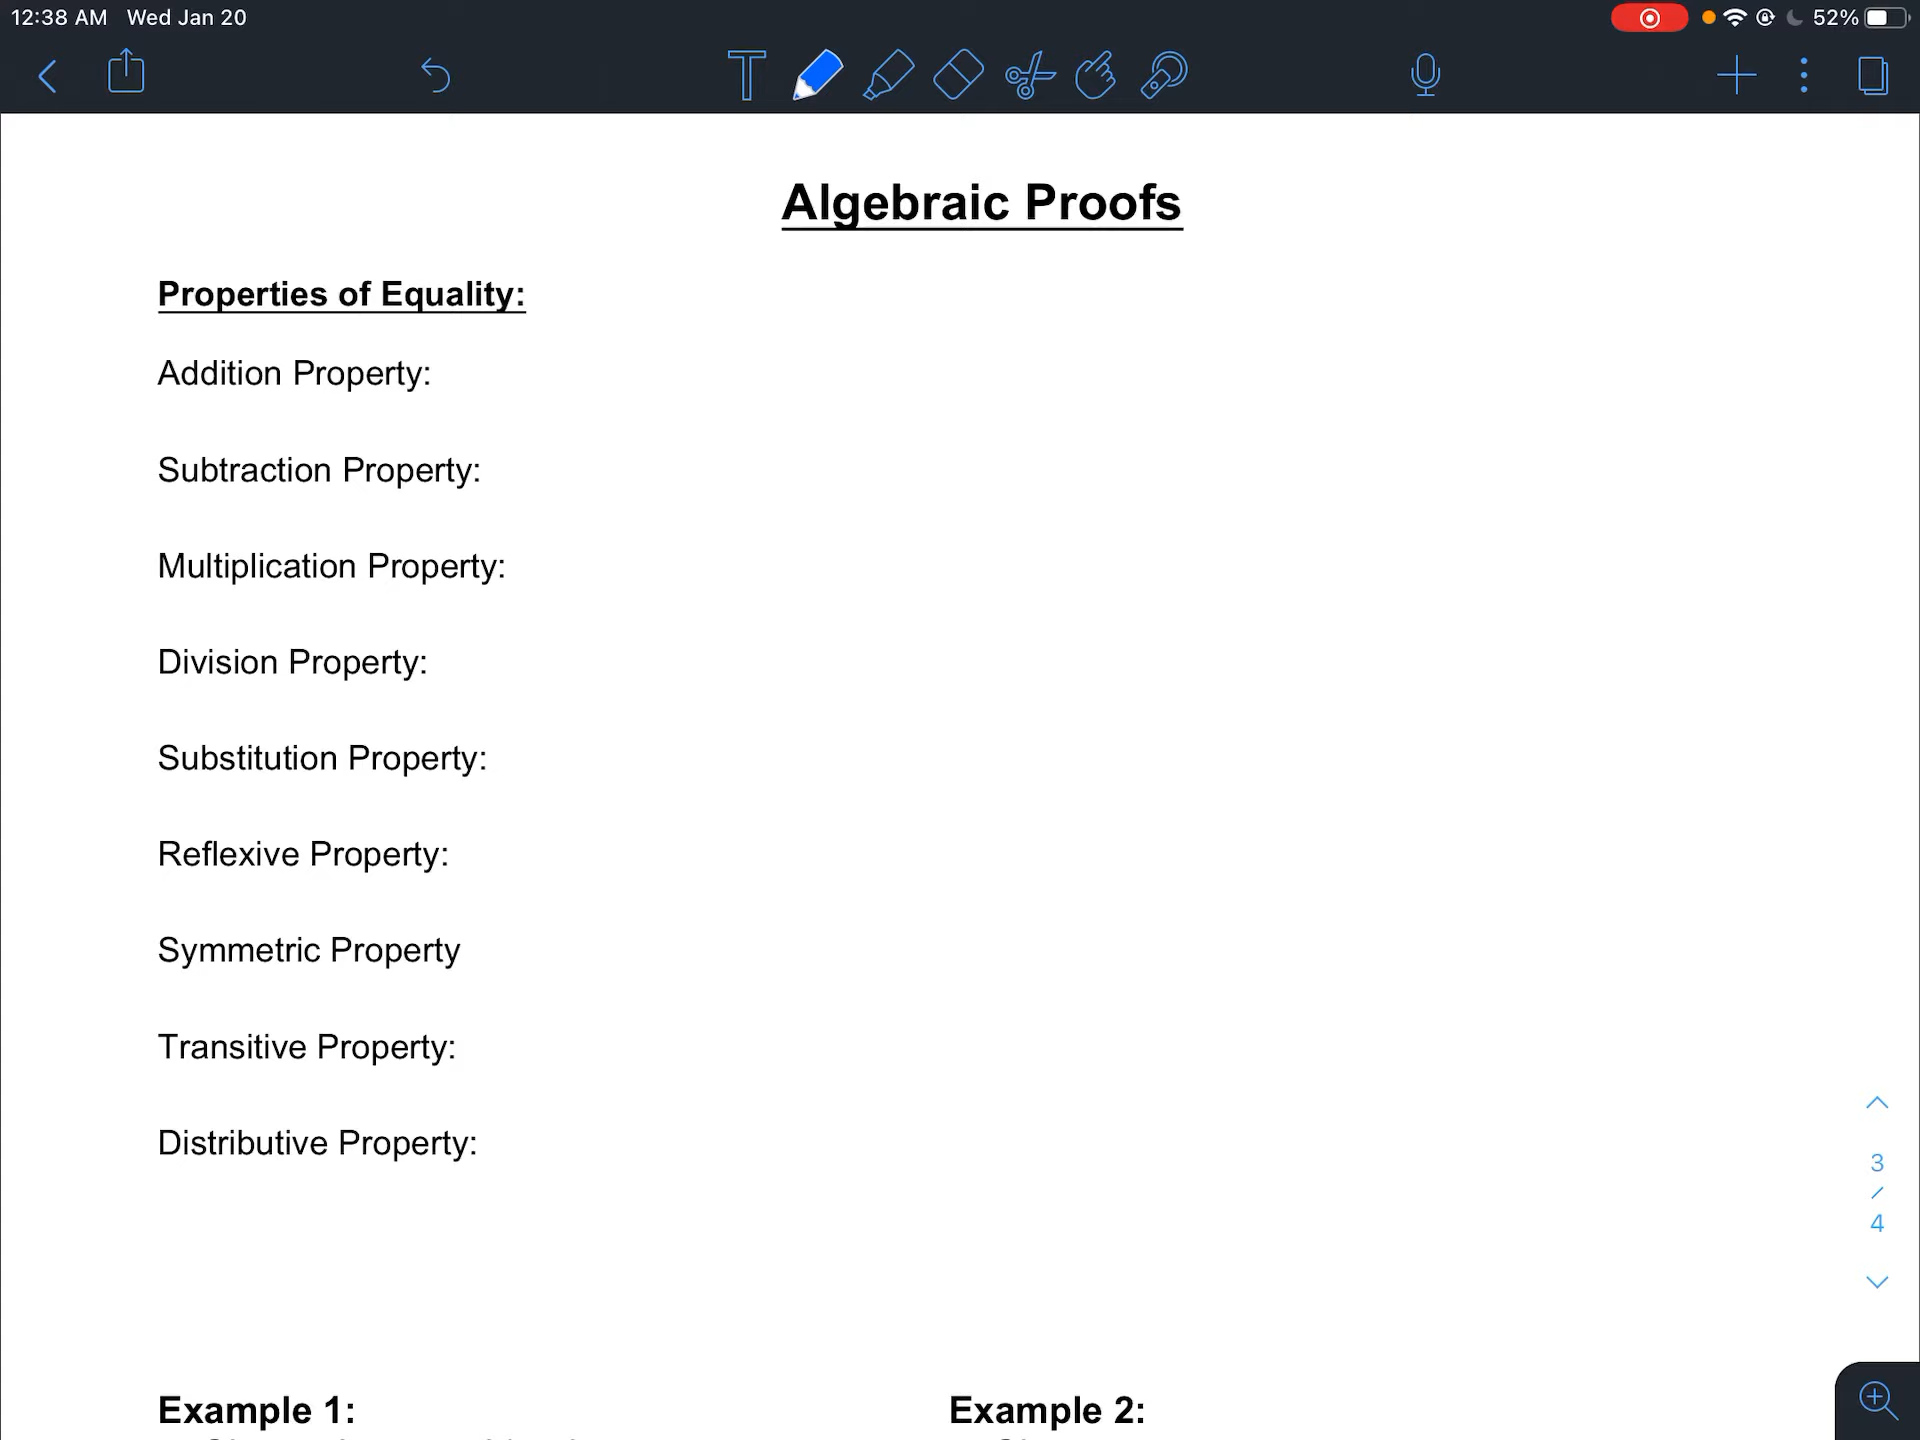 12:38 AM Wed Jan 20
52%
Algebraic Proofs
Properties of Equality:
Addition Property:
Subtraction Property:
Multiplication Property:
Division Property:
Substitution Property:
Reflexive Property:
Symmetric Property
Transitive Property:
Distributive Property:
3
/
4
Example 1:
Example 2: